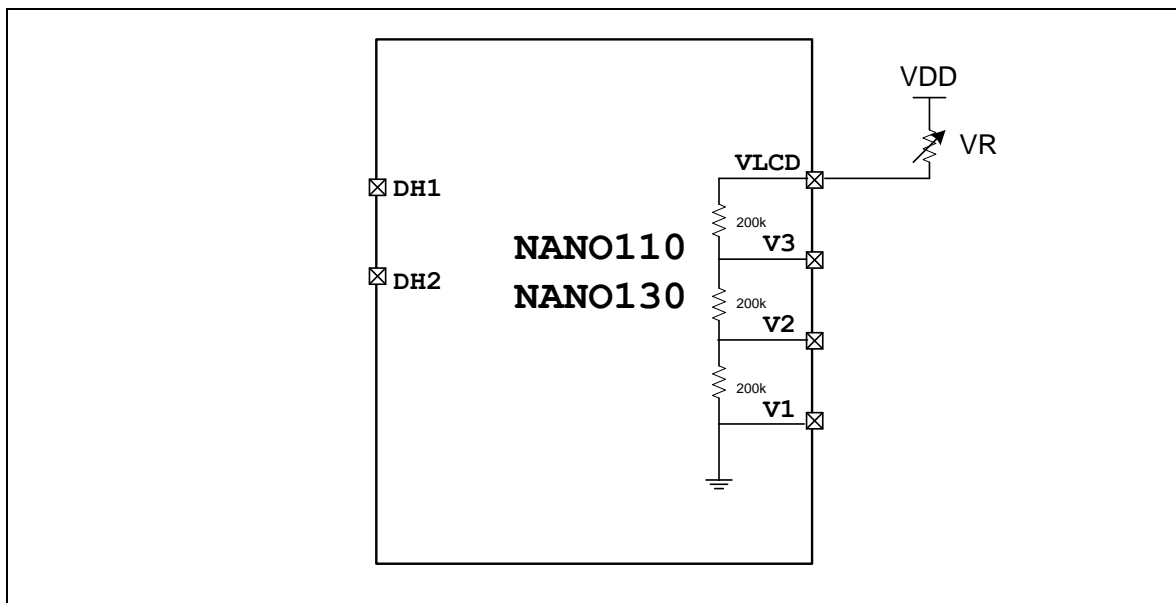 VDD
VR
VLCD
DH1
200k
NANO110
V3
DH2
NANO130
200k
V2
200k
V1